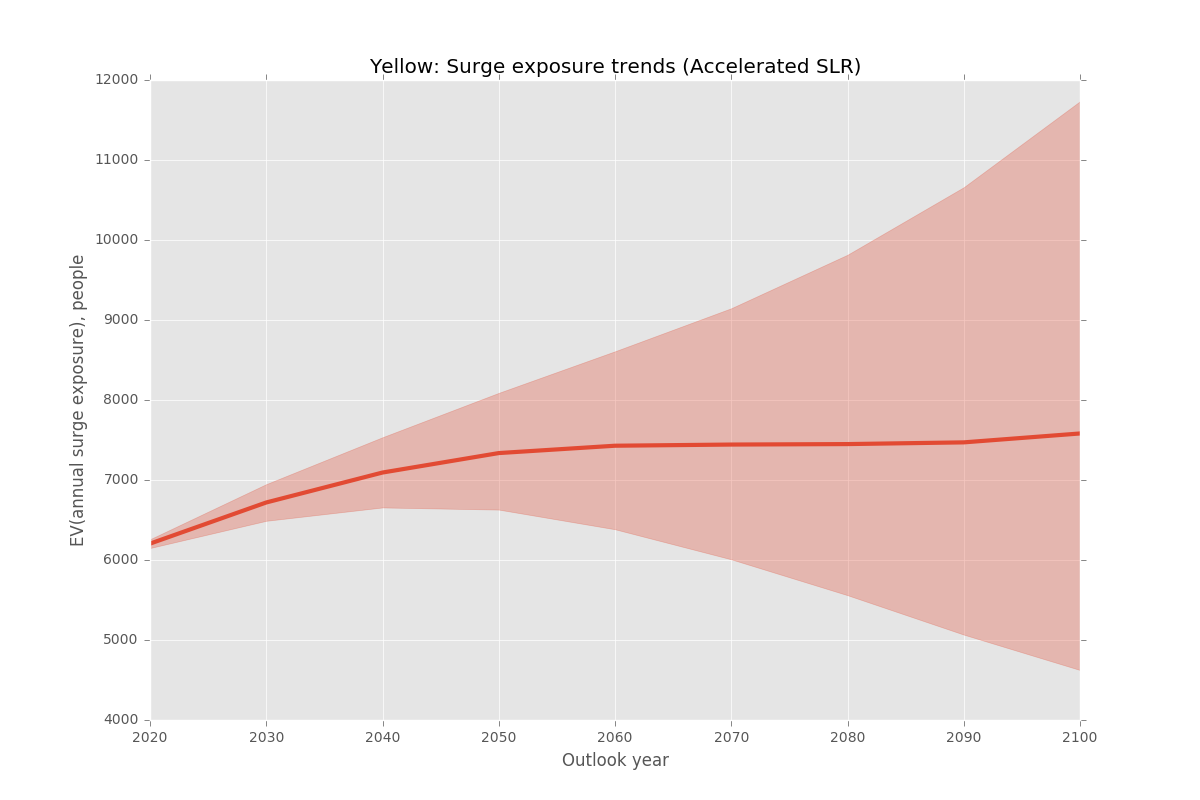 Yellow: Surge exposure trends (Accelerated SLR)
12000
11000
10000
9000
8000
7000
6000
5000
4000
EV(annual surge exposure), people
2020 2030 2040 2050 2060 2070 2080 2090 2100
Outlook year